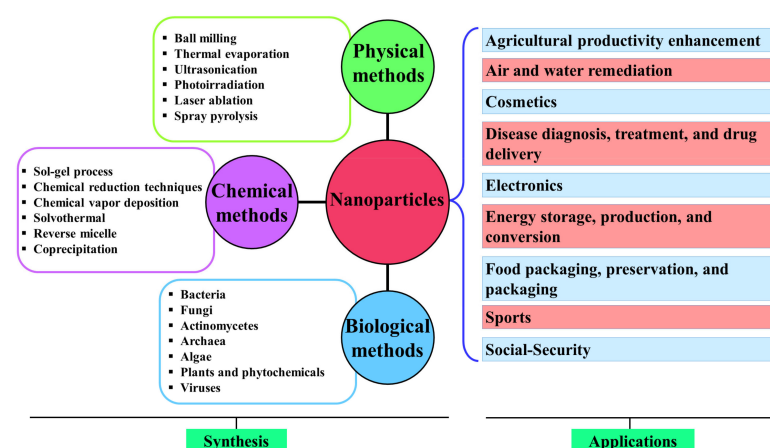 Ball milling
Thermal evaporation
Ultrasonication
Photoirradiation
Laser ablation
Spray pyrolysis
Physical
methods
Sol-gel process
Chemical reduction techniques
Chemical vapor deposition
Solvothermal
Reverse micelle
Coprecipitation
Chemical
methods
Nanoparticles
Bacteria
Fungi
Actinomycetes
Archaea
Algae
Plants and phytochemicals
Viruses
Biological
methods
Agricultural productivity enhancement
Air and water remediation
Cosmetics
Disease diagnosis, treatment, and drug
delivery
Electronics
Energy storage, production, and
conversion
Food packaging, preservation, and
packaging
Sports
Social-Security
Synthesis
Applications